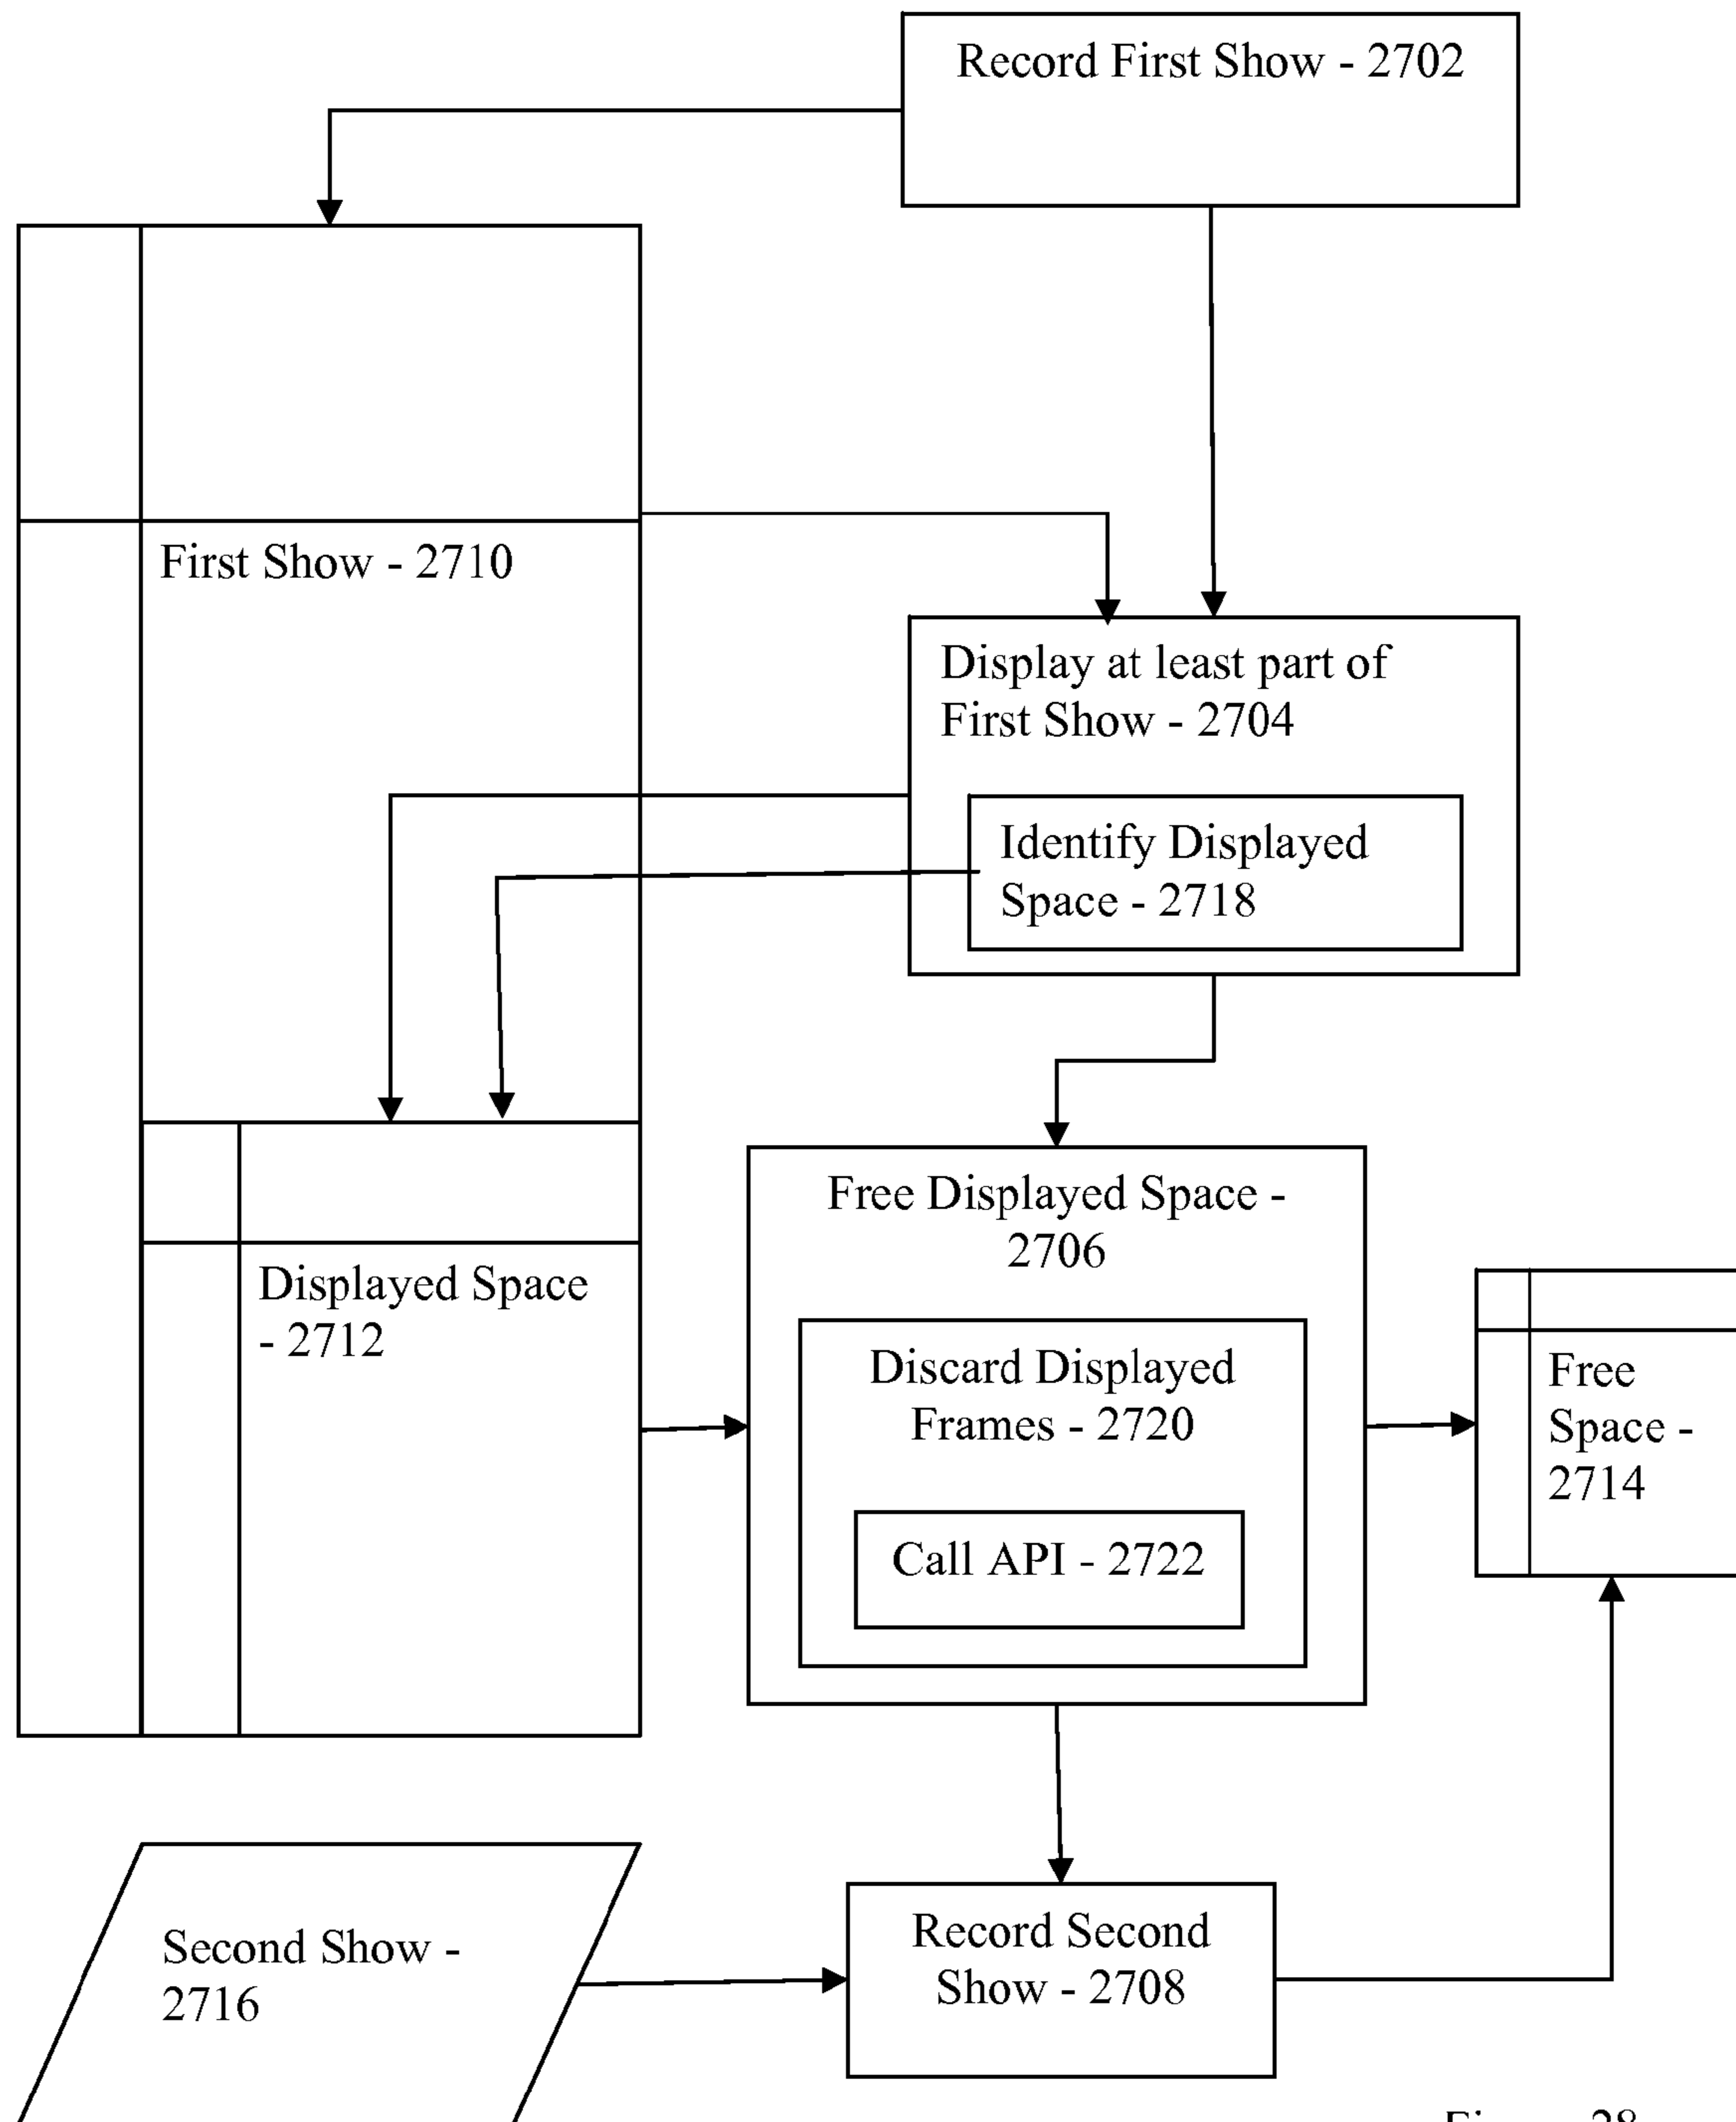 Record First Show - 2702
First Show - 2710
Display at least part of
First Show - 2704
Identify Displayed
Space - 2718
Free Displayed Space -
2706
Displayed Space
- 2712
Discard Displayed
Frames - 2720
Call API - 2722
Free
Space -
2714
Second Show -
2716
Record Second
Show - 2708